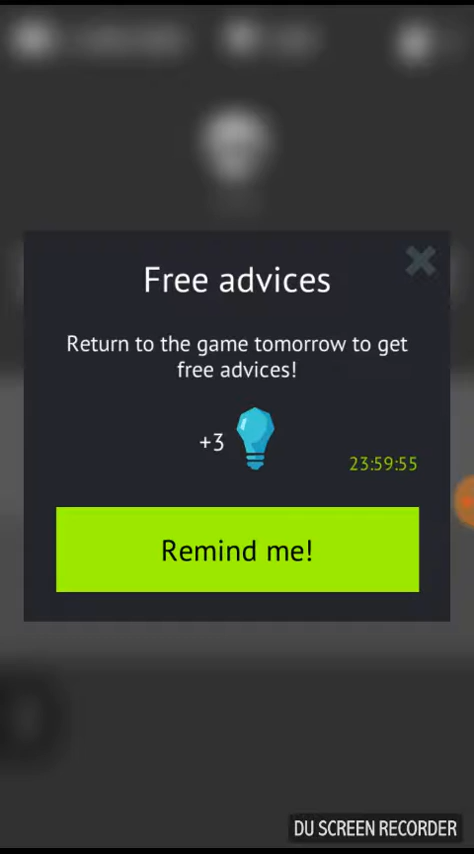 Free advices
Return to the game tomorrow to get
free advices!
+3
23:59:55
Remind me!
DU SCREEN RECORDER